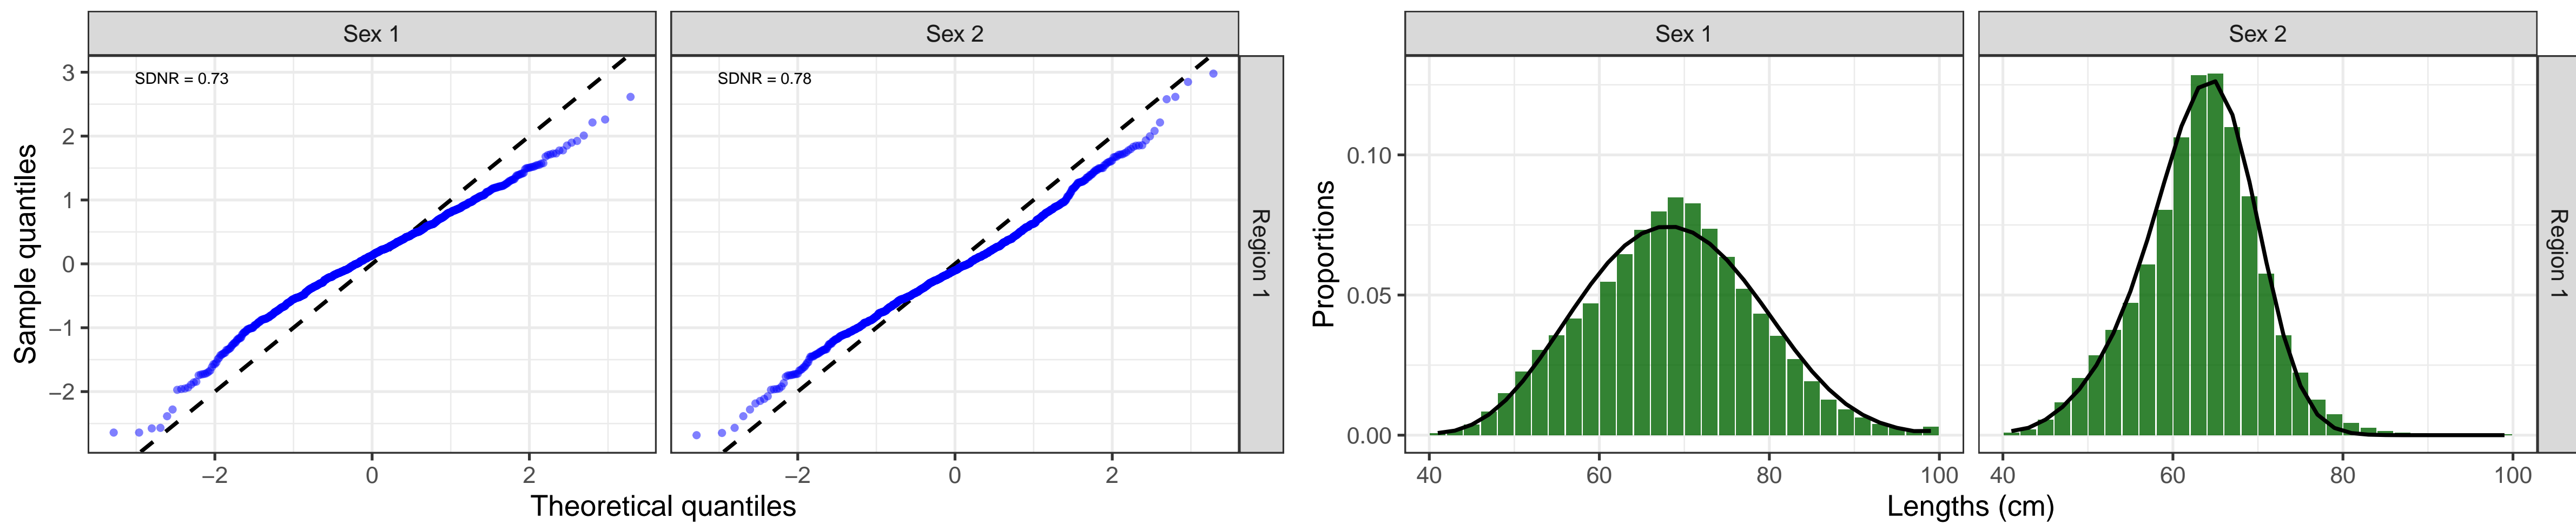 Sex 1
Sex 2
Sex 1
Sex 2
SDNR = 0.73
SDNR = 0.78
3
2
1
0
−1
−2
Sample quantiles
Region 1
−2
0
2
−2
0
2
Theoretical quantiles
0.10
0.05
0.00
Proportions
Region 1
40
60
80
100
40
60
80
100
Lengths (cm)